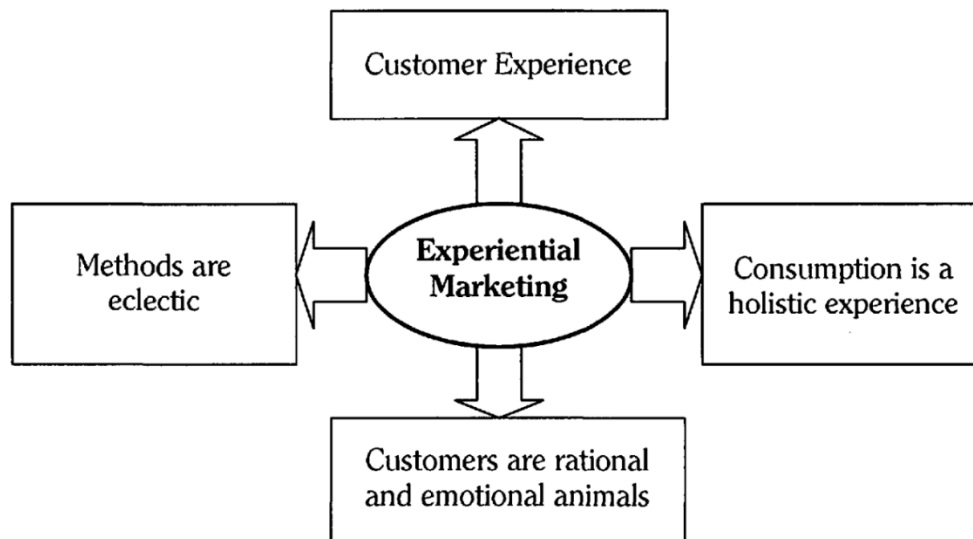 Customer Experience
Methods are
eclectic
Experiential
Marketing
Consumption is a
holistic experience
Customers are rational
and emotional animals